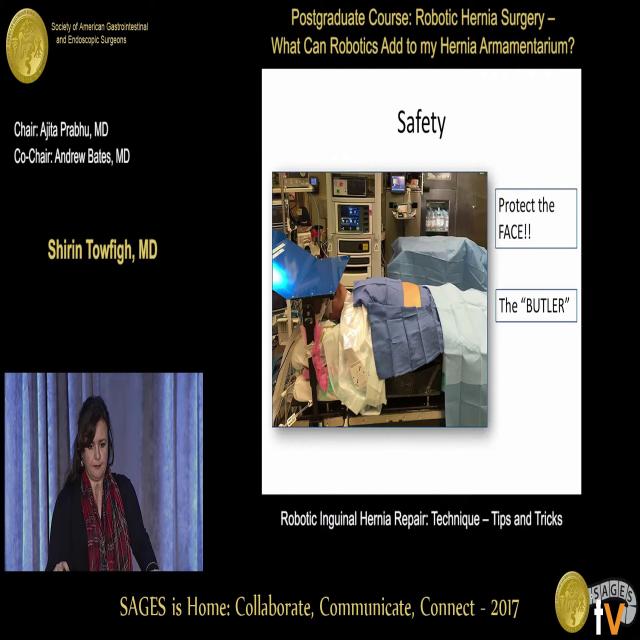 Society of American Gastrointestinal
and Endoscopic Surgeons
Postgraduate Course: Robotic Hernia Surgery –
What Can Robotics Add to my Hernia Armamentarium?
Chair: Ajita Prabhu, MD
Co-Chair: Andrew Bates, MD
Shirin Towfigh, MD
Safety
Protect the
FACE!!
The "BUTLER"
Robotic Inguinal Hernia Repair: Technique – Tips and Tricks
SAGES is Home: Collaborate, Communicate, Connect - 2017
SAGES
tv